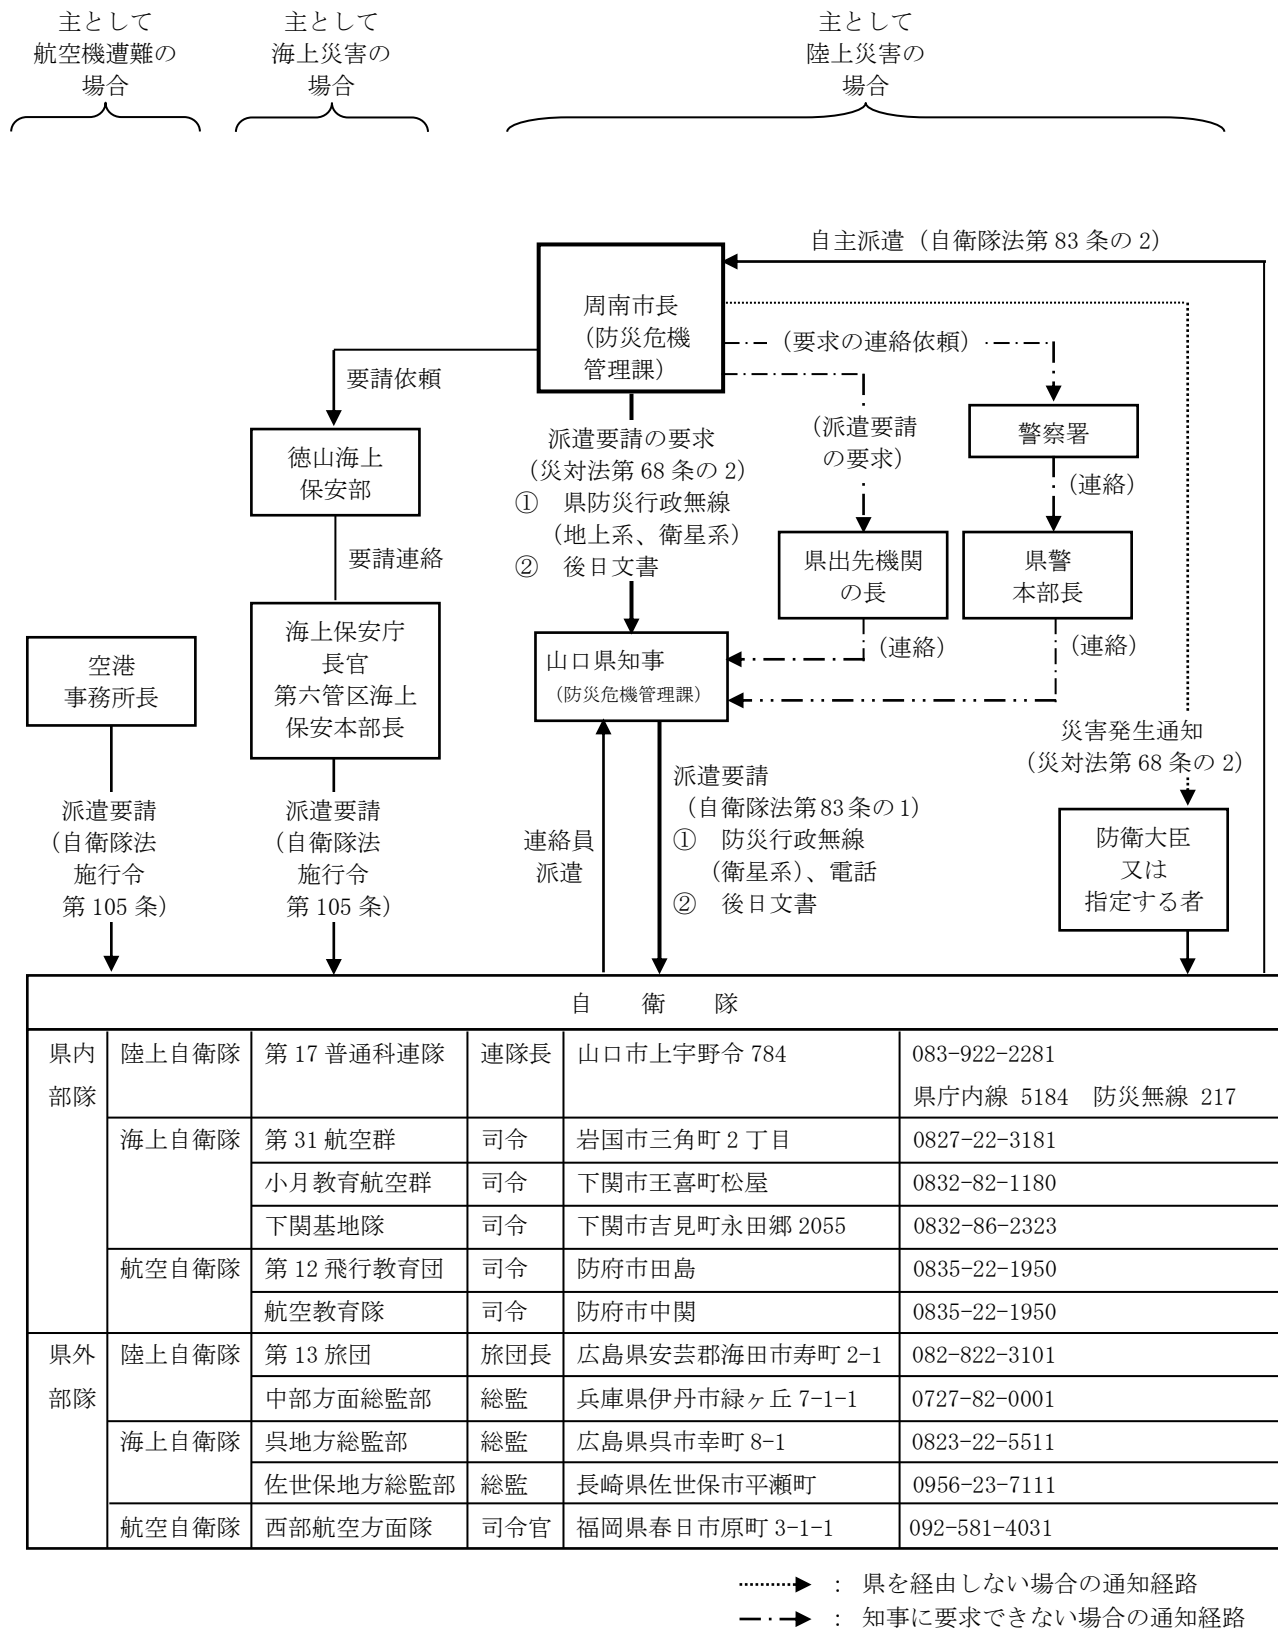 主として
航空機遭難の
場合
主として
海上災害の
場合
主として
陸上災害の
場合
自主派遣（自衛隊法第 83 条の 2）
周南市長
（防災危機
管理課）
（要求の連絡依頼）
要請依頼
徳山海上
保安部
要請連絡
海上保安庁
長官
第六管区海上
保安本部長
空港
事務所長
派遣要請の要求
（災対法第 68 条の 2）
① 県防災行政無線
（地上系、衛星系）
② 後日文書
（派遣要請
の要求）
警察署
（連絡）
県出先機関
の長
県警
本部長
（連絡）
（連絡）
山口県知事
（防災危機管理課）
災害発生通知
（災対法第 68 条の 2）
派遣要請
（自衛隊法
施行令
第 105 条）
派遣要請
（自衛隊法
施行令
第 105 条）
連絡員
派遣
派遣要請
（自衛隊法第 83 条の 1）
① 防災行政無線
（衛星系）、電話
② 後日文書
防衛大臣
又は
指定する者
自 衛 隊
県内 陸上自衛隊 第 17 普通科連隊 連隊長 山口市上宇野令 784 083-922-2281
部隊 県庁内線 5184 防災無線 217
海上自衛隊 第 31 航空群 司令 岩国市三角町 2 丁目 0827-22-3181
小月教育航空群 司令 下関市王喜町松屋 0832-82-1180
下関基地隊 司令 下関市吉見町永田郷 2055 0832-86-2323
航空自衛隊 第 12 飛行教育団 司令 防府市田島 0835-22-1950
航空教育隊 司令 防府市中関 0835-22-1950
県外 陸上自衛隊 第 13 旅団 旅団長 広島県安芸郡海田市寿町 2-1 082-822-3101
部隊 中部方面総監部 総監 兵庫県伊丹市緑ヶ丘 7-1-1 0727-82-0001
海上自衛隊 呉地方総監部 総監 広島県呉市幸町 8-1 0823-22-5511
佐世保地方総監部 総監 長崎県佐世保市平瀬町 0956-23-7111
航空自衛隊 西部航空方面隊 司令官 福岡県春日市原町 3-1-1 092-581-4031
： 県を経由しない場合の通知経路
： 知事に要求できない場合の通知経路